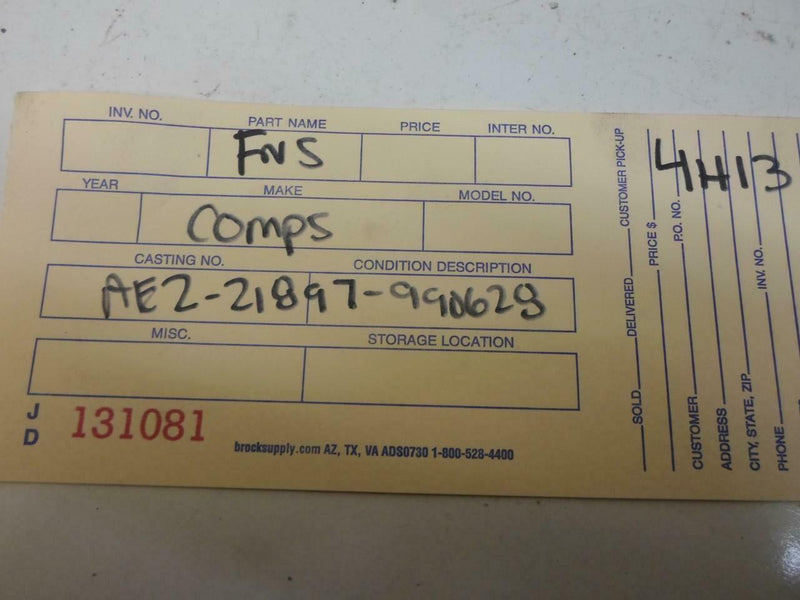 INV. NO. PART NAME PRICE INTER NO.
FNS
YEAR MAKE MODEL NO.
Comps
CASTING NO. CONDITION DESCRIPTION
AE2-21897-990628
MISC. STORAGE LOCATION
JD 131081
brocksupply.com AZ, TX, VA ADS0730 1-800-528-4400
4H13
SOLD DELIVERED CUSTOMER PICK-UP
PRICE $
P.O. NO.
CUSTOMER
ADDRESS
CITY, STATE, ZIP
INV. NO.
PHONE